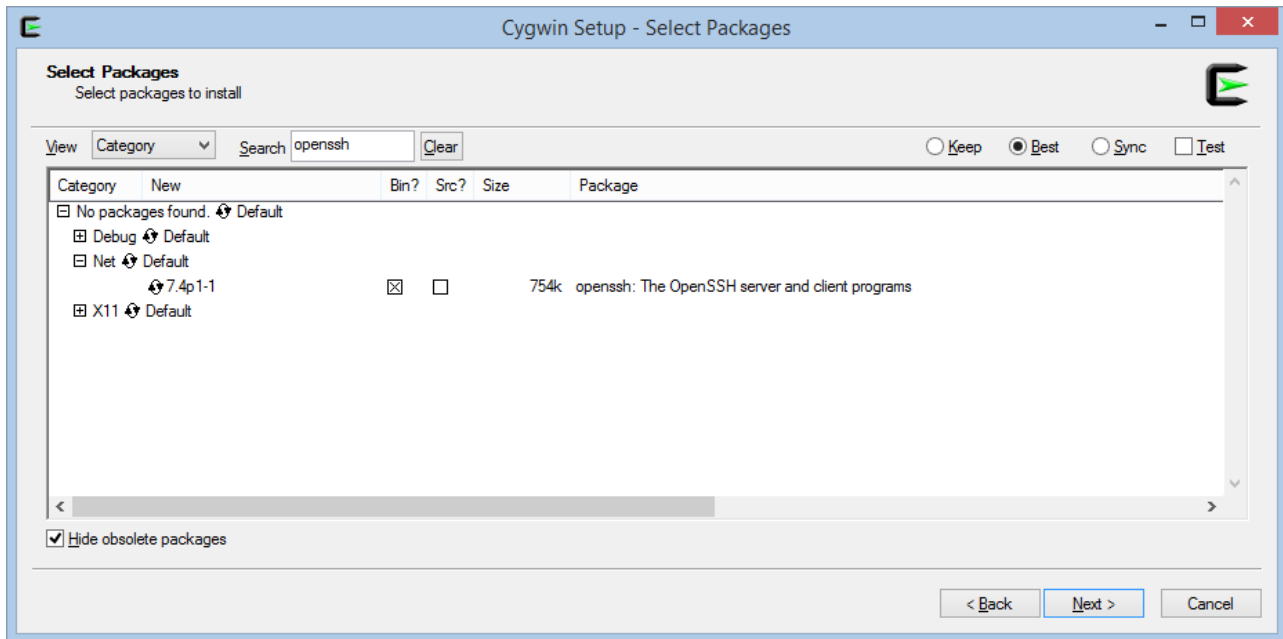 Cygwin Setup - Select Packages
Select Packages
Select packages to install
View Category Search openssh Clear Keep Best Sync Test
Category New Bin? Src? Size Package
No packages found. Default
Debug Default
Net Default
7.4p1-1 754k openssh: The OpenSSH server and client programs
X11 Default
Hide obsolete packages
< Back Next > Cancel